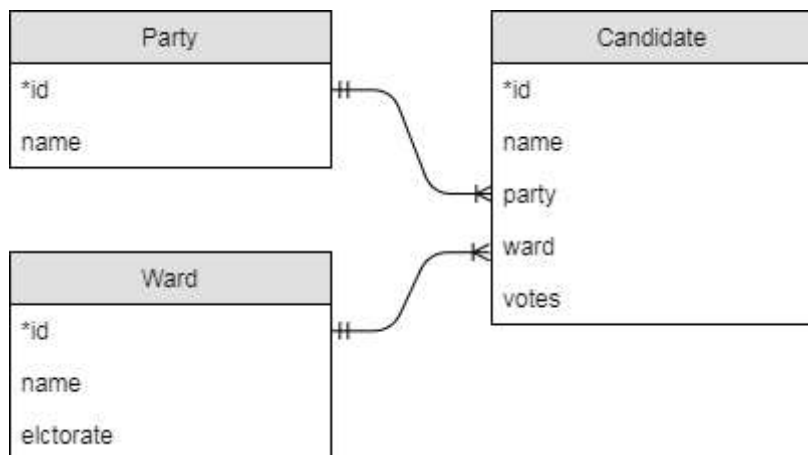 Party
*id
name
Candidate
*id
name
party
ward
votes
Ward
*id
name
elctorate